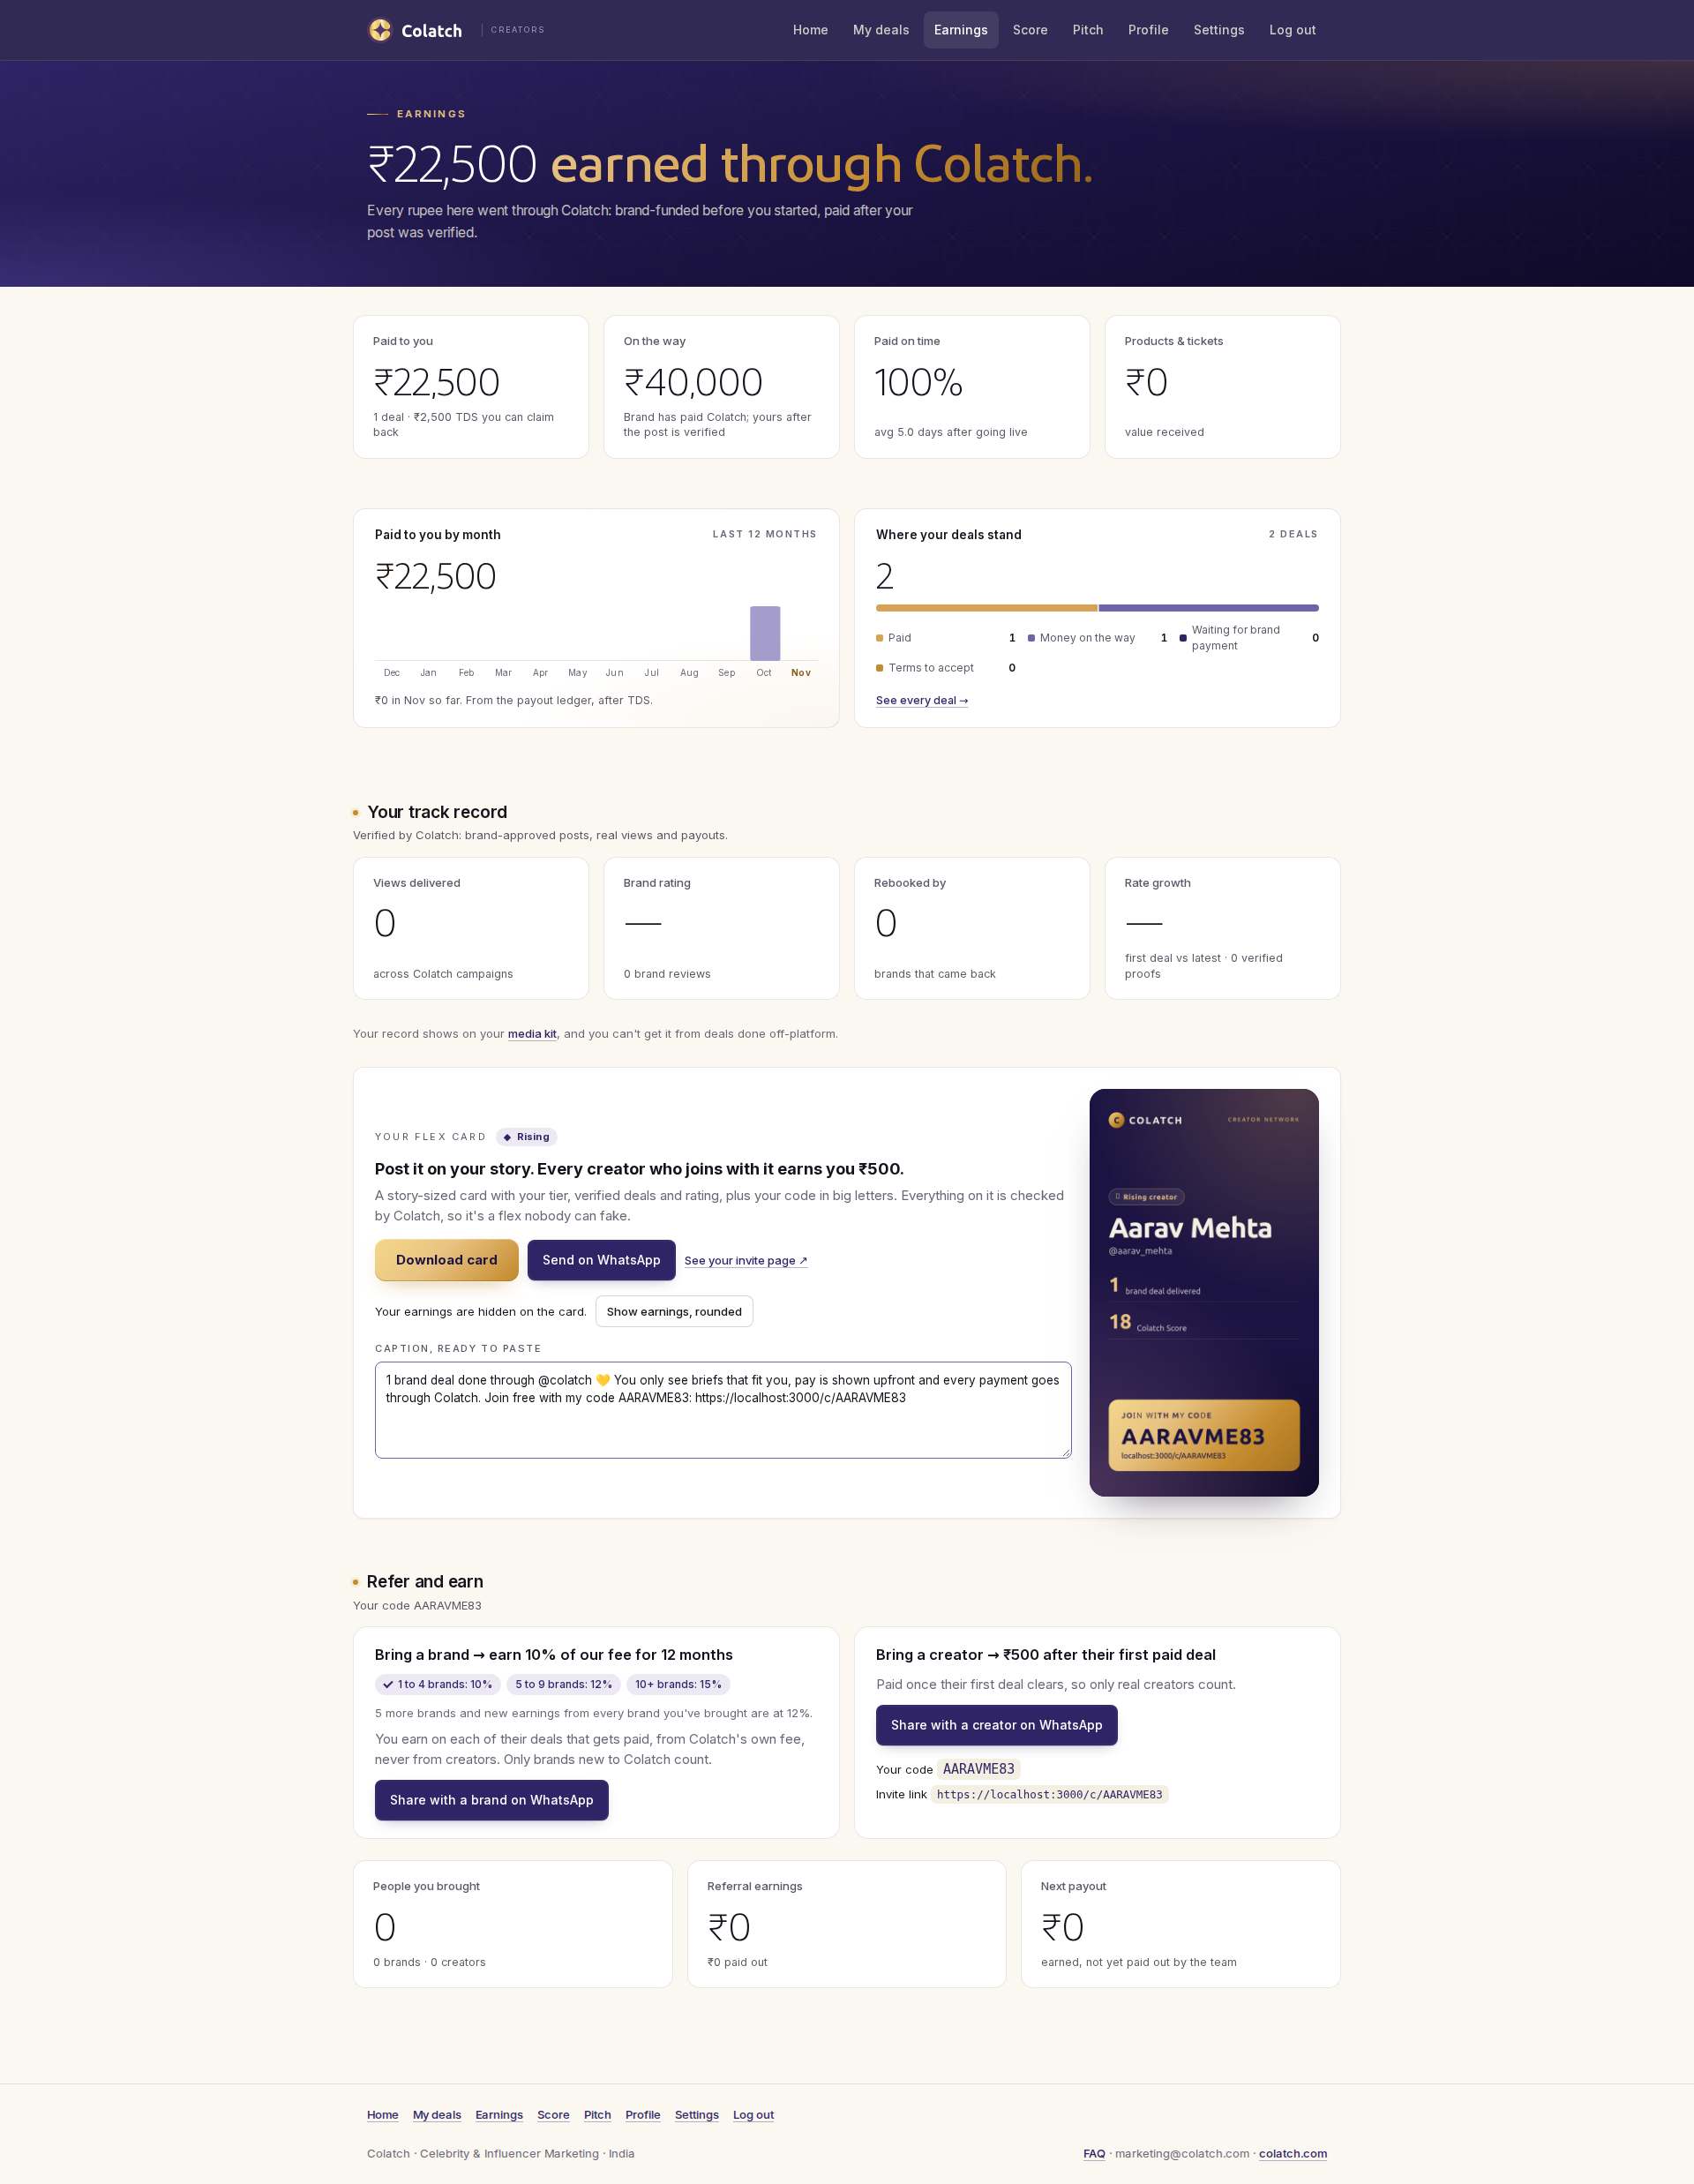 Colatch
CREATORS
Home
My deals
Earnings
Score
Pitch
Profile
Settings
Log out
EARNINGS
₹22,500 earned through Colatch.
Every rupee here went through Colatch: brand-funded before you started, paid after your
post was verified.
Paid to you
₹22,500
1 deal · ₹2,500 TDS you can claim
back
On the way
₹40,000
Brand has paid Colatch; yours after
the post is verified
Paid on time
100%
avg 5.0 days after going live
Products & tickets
₹0
value received
Paid to you by month
LAST 12 MONTHS
₹22,500
Dec Jan Feb Mar Apr May Jun Jul Aug Sep Oct Nov
₹0 in Nov so far. From the payout ledger, after TDS.
Where your deals stand
2 DEALS
2
Paid 1
Money on the way 1
Waiting for brand
payment 0
Terms to accept 0
See every deal →
Your track record
Verified by Colatch: brand-approved posts, real views and payouts.
Views delivered
0
across Colatch campaigns
Brand rating
—
0 brand reviews
Rebooked by
0
brands that came back
Rate growth
—
first deal vs latest · 0 verified
proofs
Your record shows on your media kit, and you can't get it from deals done off-platform.
YOUR FLEX CARD
◆ Rising
Post it on your story. Every creator who joins with it earns you ₹500.
A story-sized card with your tier, verified deals and rating, plus your code in big letters. Everything on it is checked
by Colatch, so it's a flex nobody can fake.
Download card
Send on WhatsApp
See your invite page ↗
Your earnings are hidden on the card.
Show earnings, rounded
CAPTION, READY TO PASTE
1 brand deal done through @colatch 💛 You only see briefs that fit you, pay is shown upfront and every payment goes
through Colatch. Join free with my code AARAVME83: https://localhost:3000/c/AARAVME83
C COLATCH
CREATOR NETWORK
Rising creator
Aarav Mehta
@aarav_mehta
1 brand deal delivered
18 Colatch Score
JOIN WITH MY CODE
AARAVME83
localhost:3000/c/AARAVME83
Refer and earn
Your code AARAVME83
Bring a brand → earn 10% of our fee for 12 months
✓ 1 to 4 brands: 10%
5 to 9 brands: 12%
10+ brands: 15%
5 more brands and new earnings from every brand you've brought are at 12%.
You earn on each of their deals that gets paid, from Colatch's own fee,
never from creators. Only brands new to Colatch count.
Share with a brand on WhatsApp
Bring a creator → ₹500 after their first paid deal
Paid once their first deal clears, so only real creators count.
Share with a creator on WhatsApp
Your code AARAVME83
Invite link https://localhost:3000/c/AARAVME83
People you brought
0
0 brands · 0 creators
Referral earnings
₹0
₹0 paid out
Next payout
₹0
earned, not yet paid out by the team
Home My deals Earnings Score Pitch Profile Settings Log out
Colatch · Celebrity & Influencer Marketing · India
FAQ · marketing@colatch.com · colatch.com